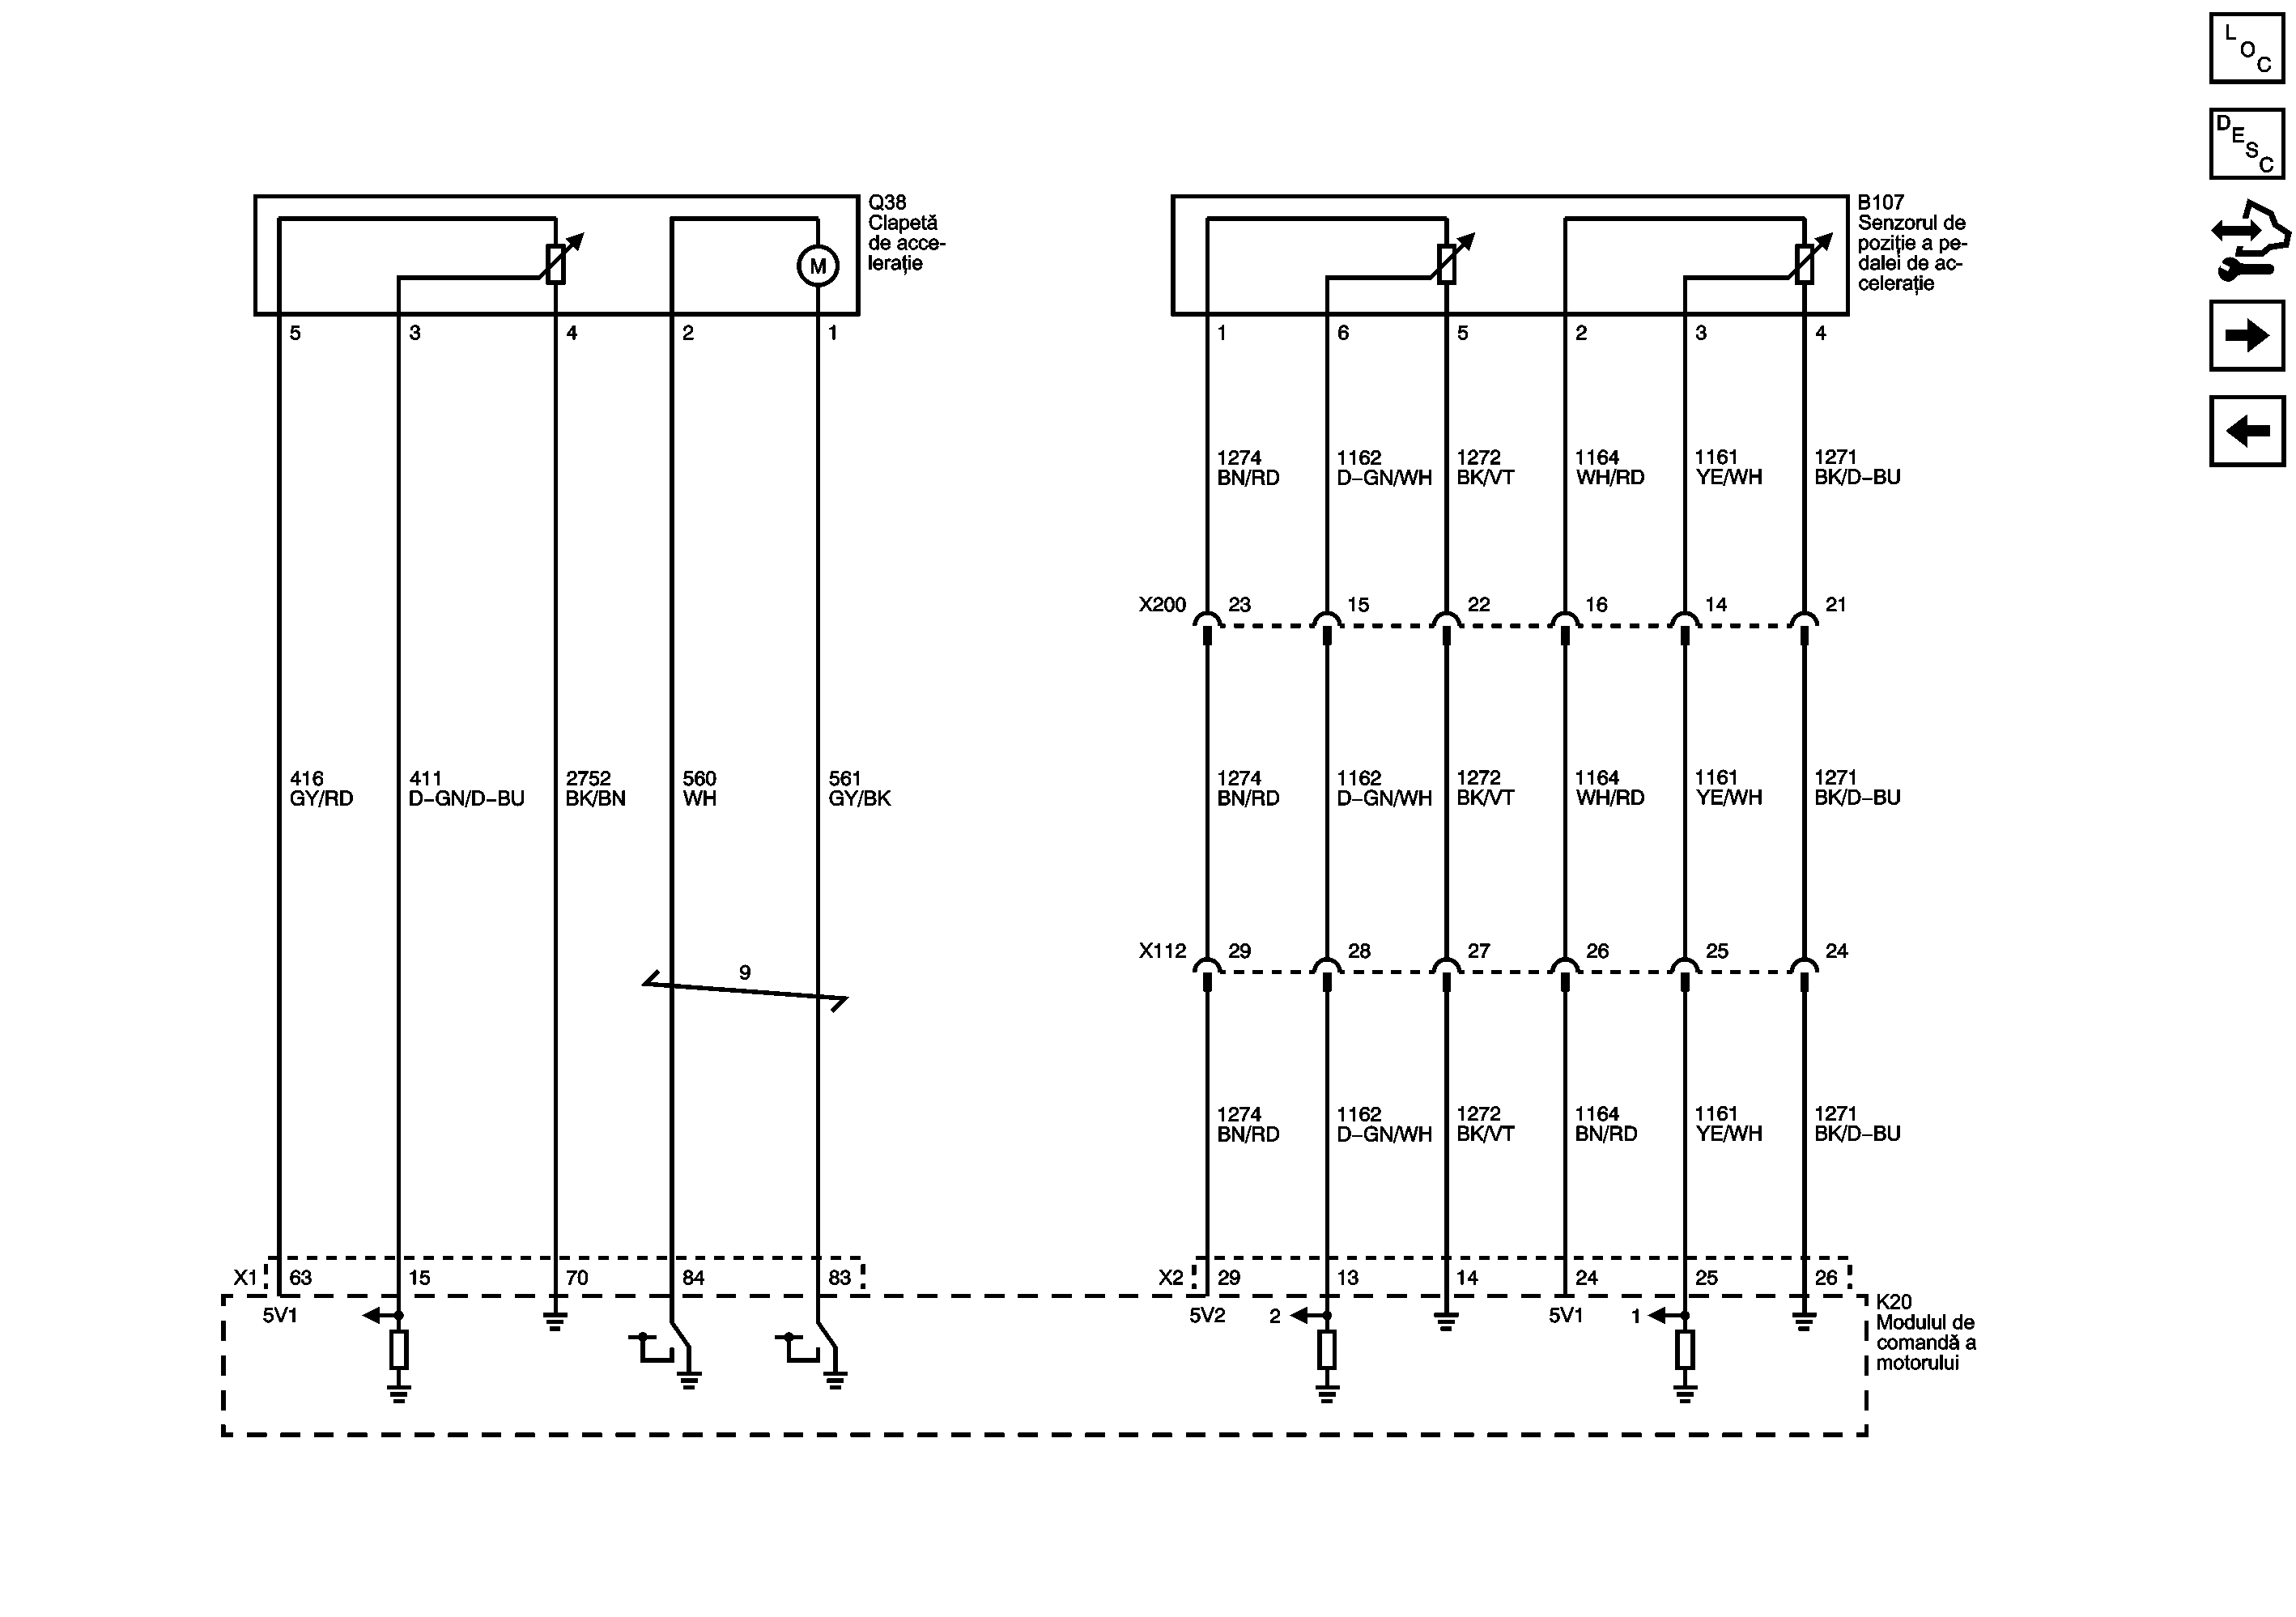 L
O
C
D
E
S
C
Q38
Clapetă
de acce-
lerație
B107
Senzorul de
poziție a pe-
dalei de ac-
celerație
M
5 3 4 2 1
1 6 5 2 3 4
1274 1162 1272 1164 1161 1271
BN/RD D-GN/WH BK/VT WH/RD YE/WH BK/D-BU
X200 23 15 22 16 14 21
416 411 2752 560 561
GY/RD D-GN/D-BU BK/BN WH GY/BK
1274 1162 1272 1164 1161 1271
BN/RD D-GN/WH BK/VT WH/RD YE/WH BK/D-BU
X112 29 28 27 26 25 24
9
1274 1162 1272 1164 1161 1271
BN/RD D-GN/WH BK/VT BN/RD YE/WH BK/D-BU
X1 63 15 70 84 83
X2 29 13 14 24 25 26
5V1
5V2 2 5V1 1
K20
Modulul de
comandă a
motorului